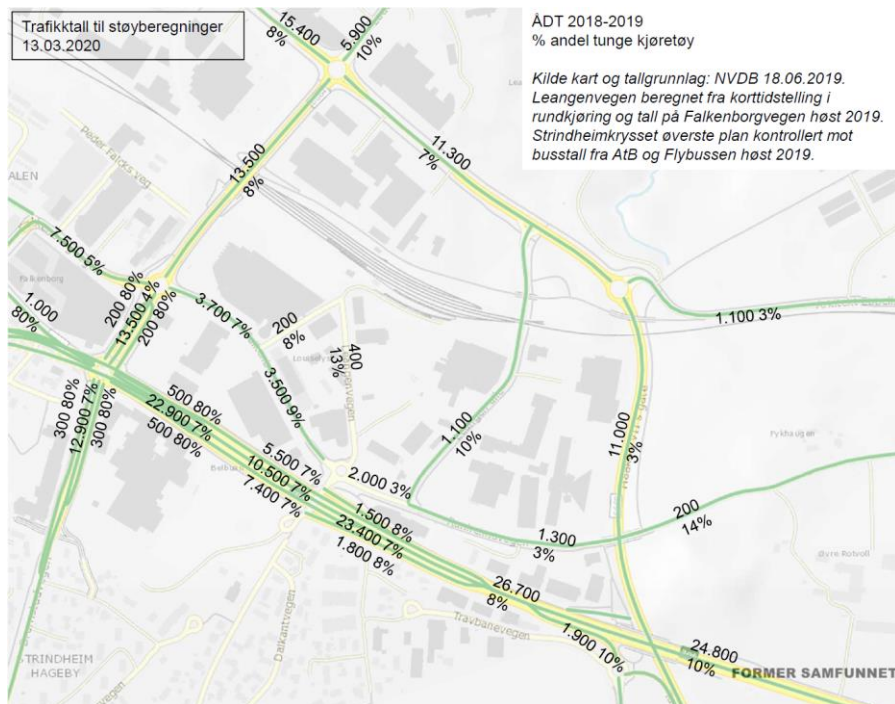 Trafikktall til støyberegninger
13.03.2020
ÅDT 2018-2019
% andel tunge kjøretøy
Kilde kart og tallgrunnlag: NVDB 18.06.2019.
Leangenvegen beregnet fra korttidstelling i
rundkjøring og tall på Falkenborgvegen høst 2019.
Strindheimkrysset øverste plan kontrollert mot
busstall fra AtB og Flybussen høst 2019.
15.400
8%
5.900
10%
11.300
7%
13.500
8%
Peder Falcks veg
ALEN
7.500 5%
Falkenborg
1.000
80%
200 80%
13.500 4%
200 80%
3.700 7%
200
8%
400
13%
3.500 9%
1.100 3%
300 80%
12.900 7%
300 80%
500 80%
22.900 7%
500 80%
5.500 7%
10.500 7%
7.400 7%
2.000 3%
1.100
10%
11.000
3%
Fykhaugen
1.500 8%
23.400 7%
1.800 8%
1.300
3%
200
14%
Øvre Rotvoll
26.700
8%
Dalkantvegen
Travbanevegen
1.900 10%
24.800
10%
STRINDHEIM
HAGEBY
FORMER SAMFUNNET